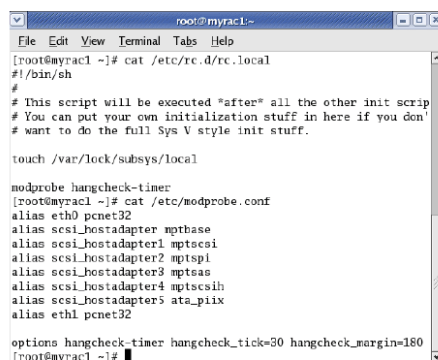 root@myrac1:~
File Edit View Terminal Tabs Help
[root@myrac1 ~]# cat /etc/rc.d/rc.local
#!/bin/sh
#
# This script will be executed *after* all the other init scrip
# You can put your own initialization stuff in here if you don'
# want to do the full Sys V style init stuff.
touch /var/lock/subsys/local
modprobe hangcheck-timer
[root@myrac1 ~]# cat /etc/modprobe.conf
alias eth0 pcnet32
alias scsi_hostadapter mptbase
alias scsi_hostadapter1 mptscsi
alias scsi_hostadapter2 mptspi
alias scsi_hostadapter3 mptsas
alias scsi_hostadapter4 mptscsih
alias scsi_hostadapter5 ata_piix
alias eth1 pcnet32
options hangcheck-timer hangcheck_tick=30 hangcheck_margin=180
[root@myrac1 ~]#